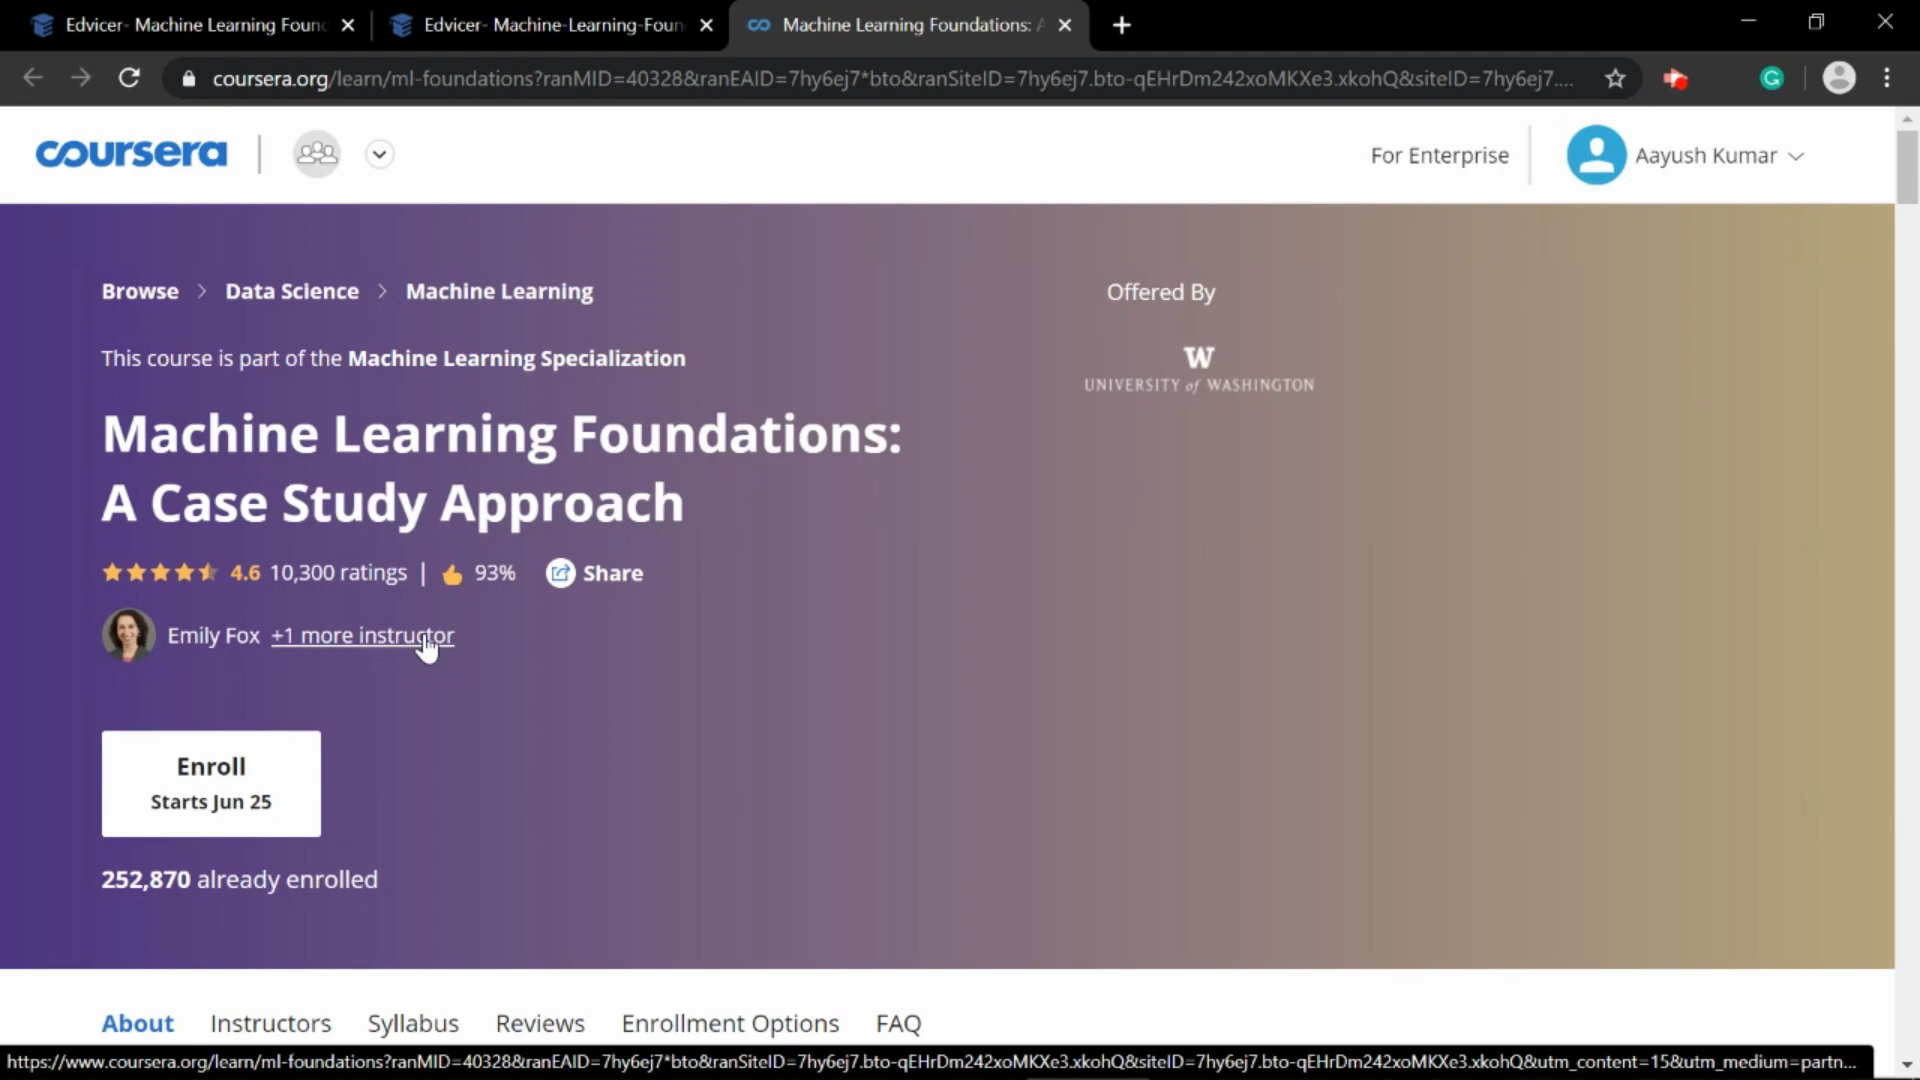 Edvicer- Machine Learning Found
Edvicer- Machine-Learning-Foun
Machine Learning Foundations: A
coursera.org/learn/ml-foundations?ranMID=40328&ranEAID=7hy6ej7*bto&ranSiteID=7hy6ej7.bto-qEHrDm242xoMKXe3.xkohQ&siteID=7hy6ej7....
coursera
For Enterprise
Aayush Kumar
Browse > Data Science > Machine Learning
Offered By
This course is part of the Machine Learning Specialization
W
UNIVERSITY of WASHINGTON
Machine Learning Foundations:
A Case Study Approach
4.6 10,300 ratings | 93% Share
Emily Fox +1 more instructor
Enroll
Starts Jun 25
252,870 already enrolled
About Instructors Syllabus Reviews Enrollment Options FAQ
https://www.coursera.org/learn/ml-foundations?ranMID=40328&ranEAID=7hy6ej7*bto&ranSiteID=7hy6ej7.bto-qEHrDm242xoMKXe3.xkohQ&siteID=7hy6ej7.bto-qEHrDm242xoMKXe3.xkohQ&utm_content=15&utm_medium=partn...